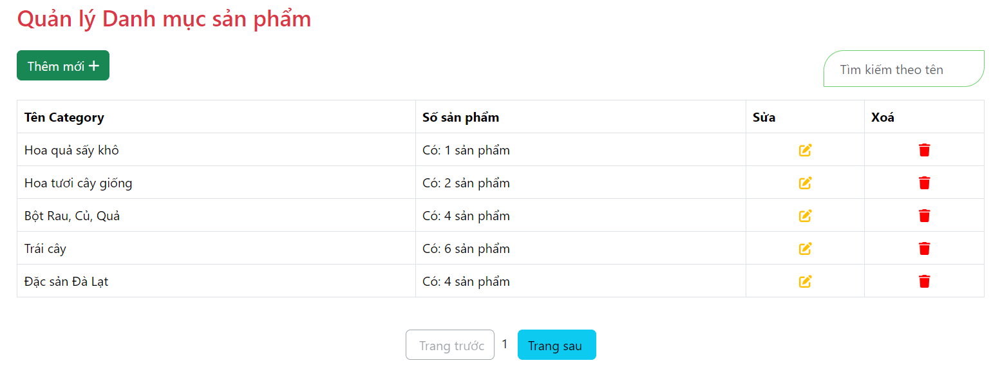 Quản lý Danh mục sản phẩm
Thêm mới +
Tìm kiếm theo tên
Tên Category Số sản phẩm Sửa Xoá
Hoa quả sấy khô Có: 1 sản phẩm
Hoa tươi cây giống Có: 2 sản phẩm
Bột Rau, Củ, Quả Có: 4 sản phẩm
Trái cây Có: 6 sản phẩm
Đặc sản Đà Lạt Có: 4 sản phẩm
Trang trước 1 Trang sau